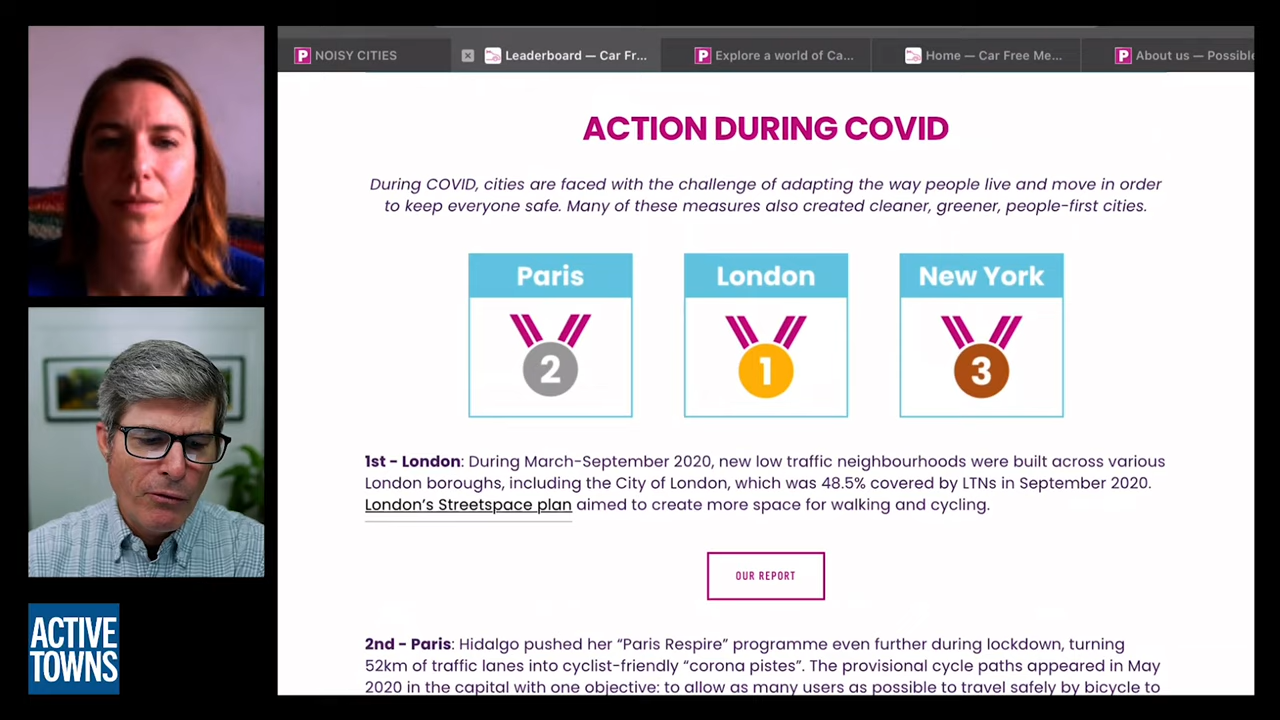 NOISY CITIES
Leaderboard — Car Fr...
Explore a world of Ca...
Home — Car Free Me...
About us — Possible
ACTION DURING COVID
During COVID, cities are faced with the challenge of adapting the way people live and move in order
to keep everyone safe. Many of these measures also created cleaner, greener, people-first cities.
Paris
London
New York
2
1
3
1st - London: During March-September 2020, new low traffic neighbourhoods were built across various
London boroughs, including the City of London, which was 48.5% covered by LTNs in September 2020.
London's Streetspace plan aimed to create more space for walking and cycling.
OUR REPORT
2nd - Paris: Hidalgo pushed her “Paris Respire” programme even further during lockdown, turning
52km of traffic lanes into cyclist-friendly “corona pistes”. The provisional cycle paths appeared in May
2020 in the capital with one objective: to allow as many users as possible to travel safely by bicycle to
ACTIVE
TOWNS